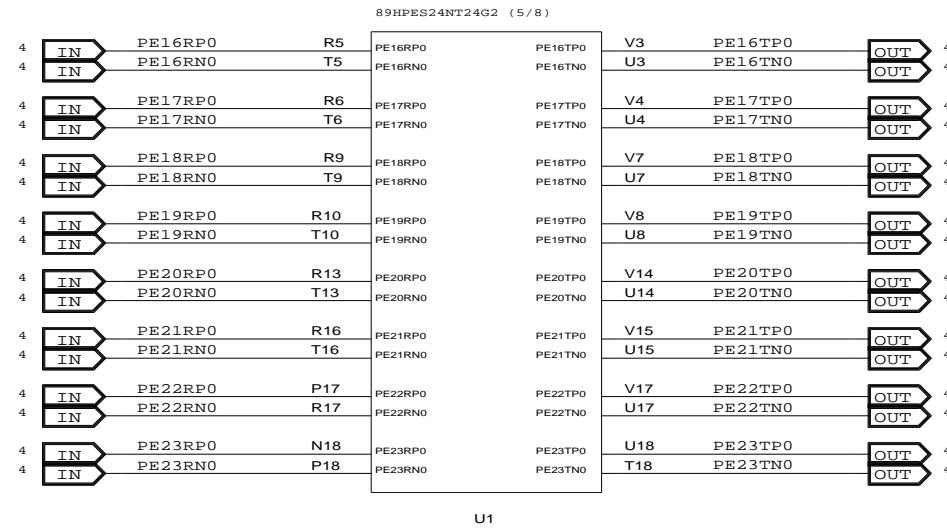 89HPES24NT24G2 (5/8)
4 IN PE16RP0 R5 PE16RP0 PE16TP0 V3 PE16TP0 OUT 4
4 IN PE16RN0 T5 PE16RN0 PE16TN0 U3 PE16TN0 OUT 4
4 IN PE17RP0 R6 PE17RP0 PE17TP0 V4 PE17TP0 OUT 4
4 IN PE17RN0 T6 PE17RN0 PE17TN0 U4 PE17TN0 OUT 4
4 IN PE18RP0 R9 PE18RP0 PE18TP0 V7 PE18TP0 OUT 4
4 IN PE18RN0 T9 PE18RN0 PE18TN0 U7 PE18TN0 OUT 4
4 IN PE19RP0 R10 PE19RP0 PE19TP0 V8 PE19TP0 OUT 4
4 IN PE19RN0 T10 PE19RN0 PE19TN0 U8 PE19TN0 OUT 4
4 IN PE20RP0 R13 PE20RP0 PE20TP0 V14 PE20TP0 OUT 4
4 IN PE20RN0 T13 PE20RN0 PE20TN0 U14 PE20TN0 OUT 4
4 IN PE21RP0 R16 PE21RP0 PE21TP0 V15 PE21TP0 OUT 4
4 IN PE21RN0 T16 PE21RN0 PE21TN0 U15 PE21TN0 OUT 4
4 IN PE22RP0 P17 PE22RP0 PE22TP0 V17 PE22TP0 OUT 4
4 IN PE22RN0 R17 PE22RN0 PE22TN0 U17 PE22TN0 OUT 4
4 IN PE23RP0 N18 PE23RP0 PE23TP0 U18 PE23TP0 OUT 4
4 IN PE23RN0 P18 PE23RN0 PE23TN0 T18 PE23TN0 OUT 4
U1